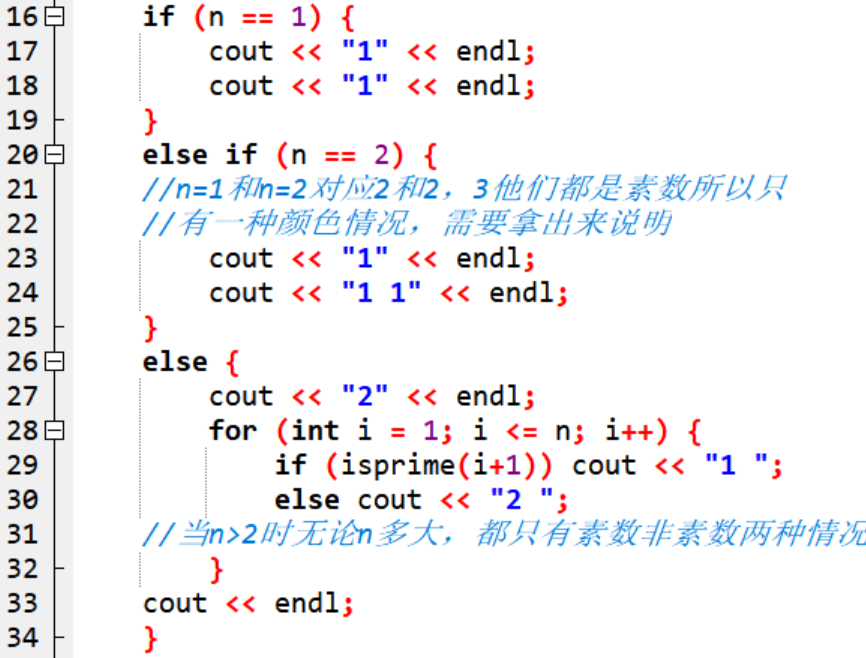 16 if (n == 1) {
17 cout << "1" << endl;
18 cout << "1" << endl;
19 }
20 else if (n == 2) {
21 //n=1和n=2对应2和2，3他们都是素数所以只
22 //有一种颜色情况，需要拿出来说明
23 cout << "1" << endl;
24 cout << "1 1" << endl;
25 }
26 else {
27 cout << "2" << endl;
28 for (int i = 1; i <= n; i++) {
29 if (isprime(i+1)) cout << "1 ";
30 else cout << "2 ";
31 //当n>2时无论n多大，都只有素数非素数两种情况
32 }
33 cout << endl;
34 }